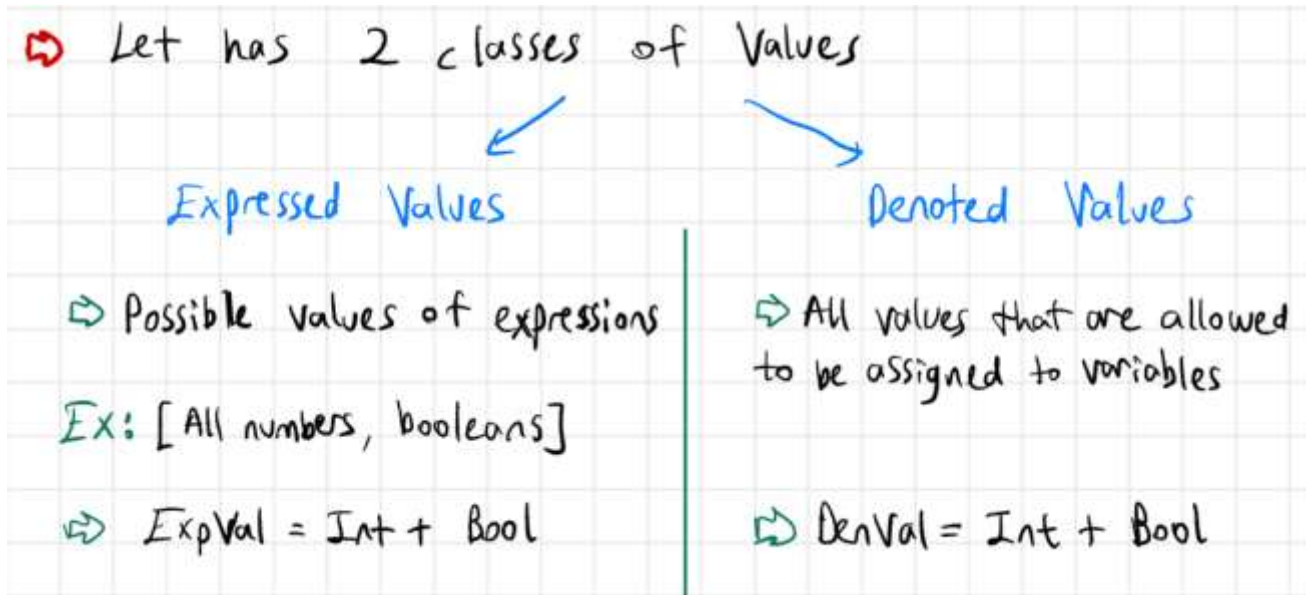 ⇨ Let has 2 classes of Values
Expressed Values
⇨ Possible values of expressions
Ex: [All numbers, booleans]
⇨ ExpVal = Int + Bool
Denoted Values
⇨ All values that are allowed
to be assigned to variables
⇨ DenVal = Int + Bool